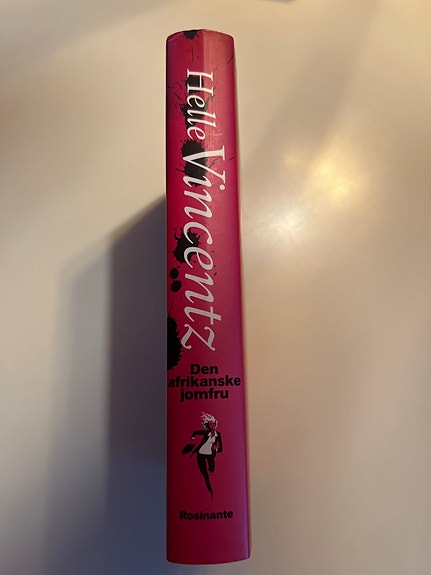 Helle Vincentz
Den
afrikanske
jomfru
Rosinante